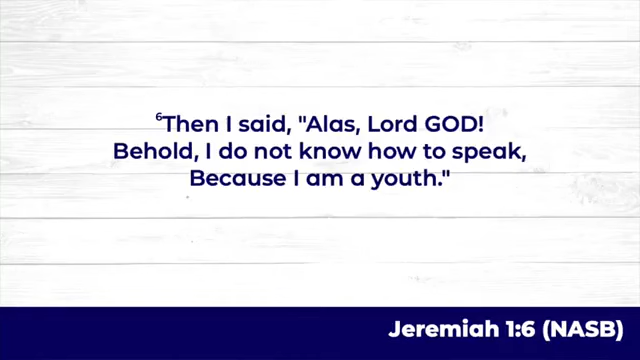 ⁶Then I said, "Alas, Lord GOD!
Behold, I do not know how to speak,
Because I am a youth."
Jeremiah 1:6 (NASB)